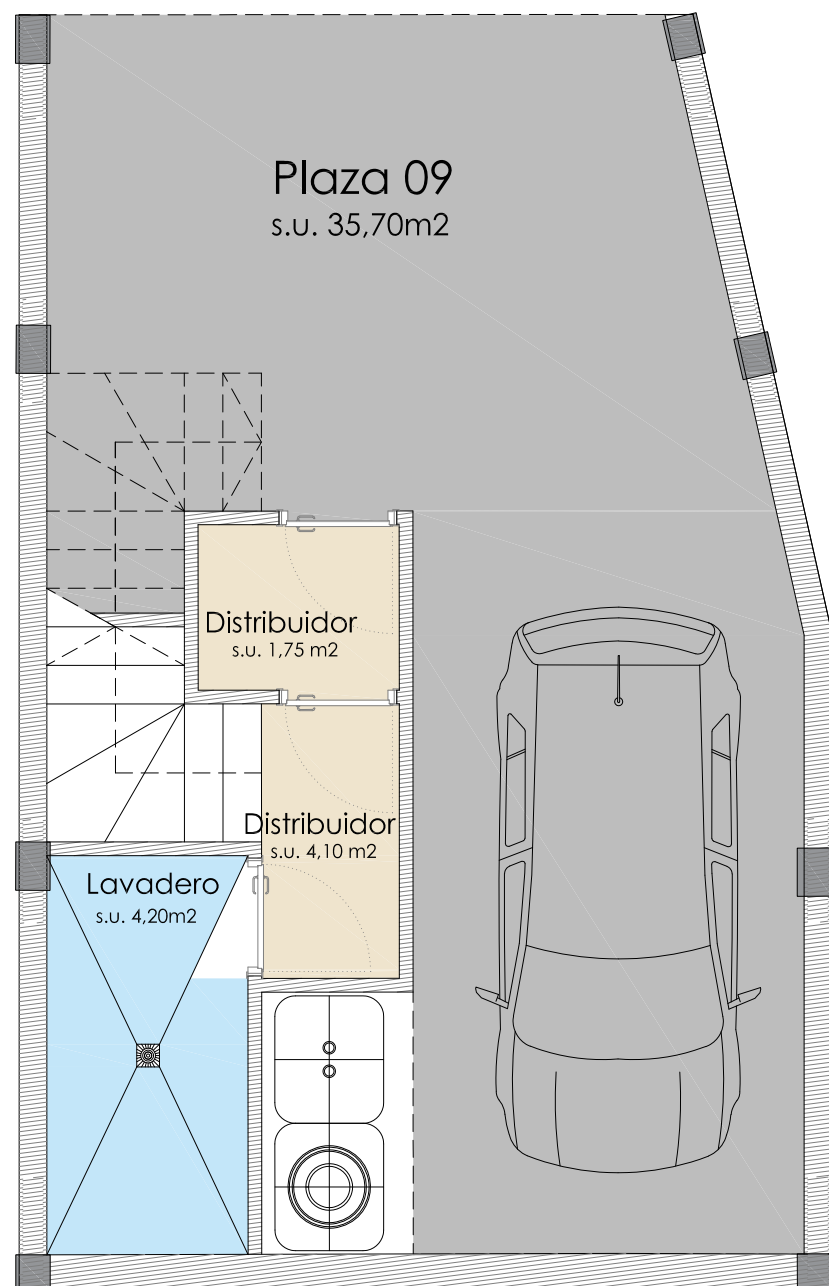 Plaza 09
s.u. 35,70m2
Distribuidor
s.u. 1,75 m2
Distribuidor
s.u. 4,10 m2
Lavadero
s.u. 4,20m2